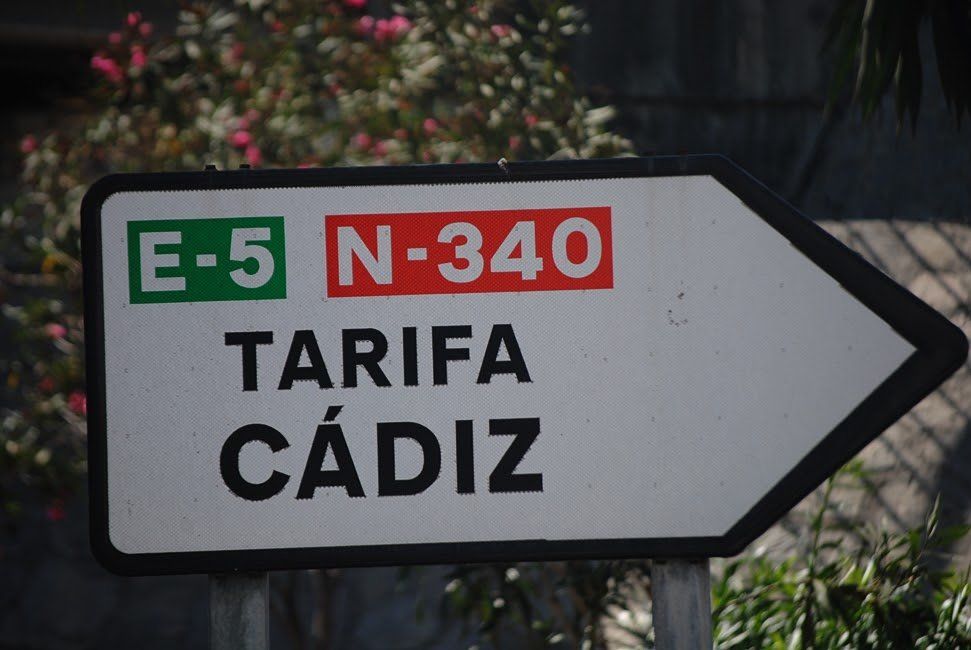 E-5 N-340
TARIFA
CÁDIZ